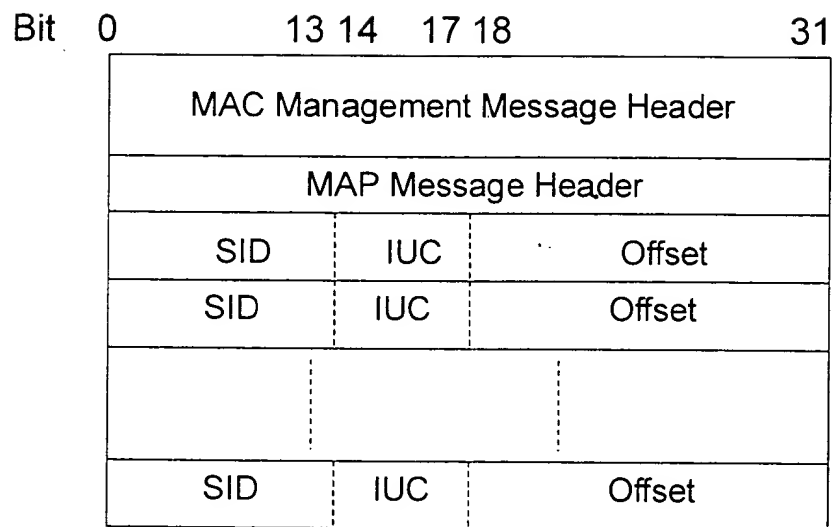 Bit 0 13 14 17 18 31
MAC Management Message Header
MAP Message Header
SID IUC Offset
SID IUC Offset
SID IUC Offset